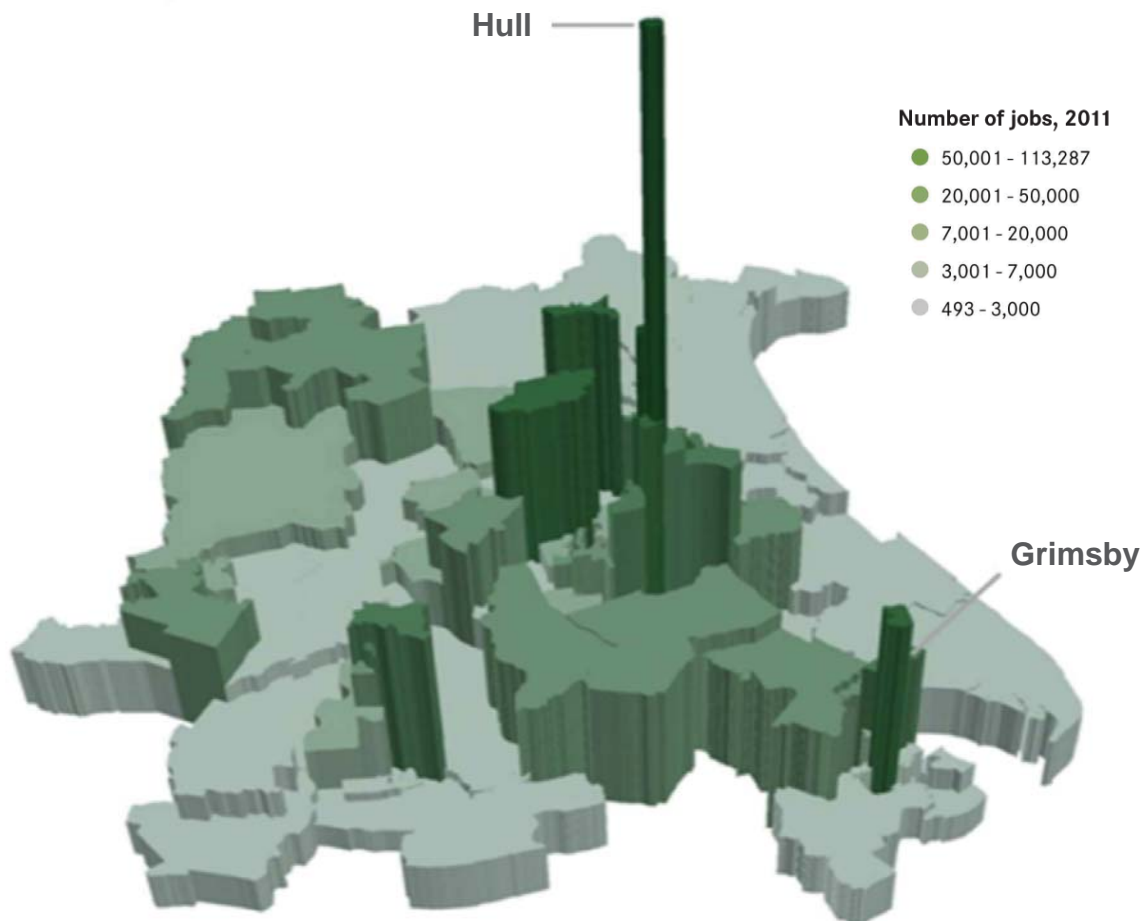 Hull
Number of jobs, 2011
50,001 - 113,287
20,001 - 50,000
7,001 - 20,000
3,001 - 7,000
493 - 3,000
Grimsby